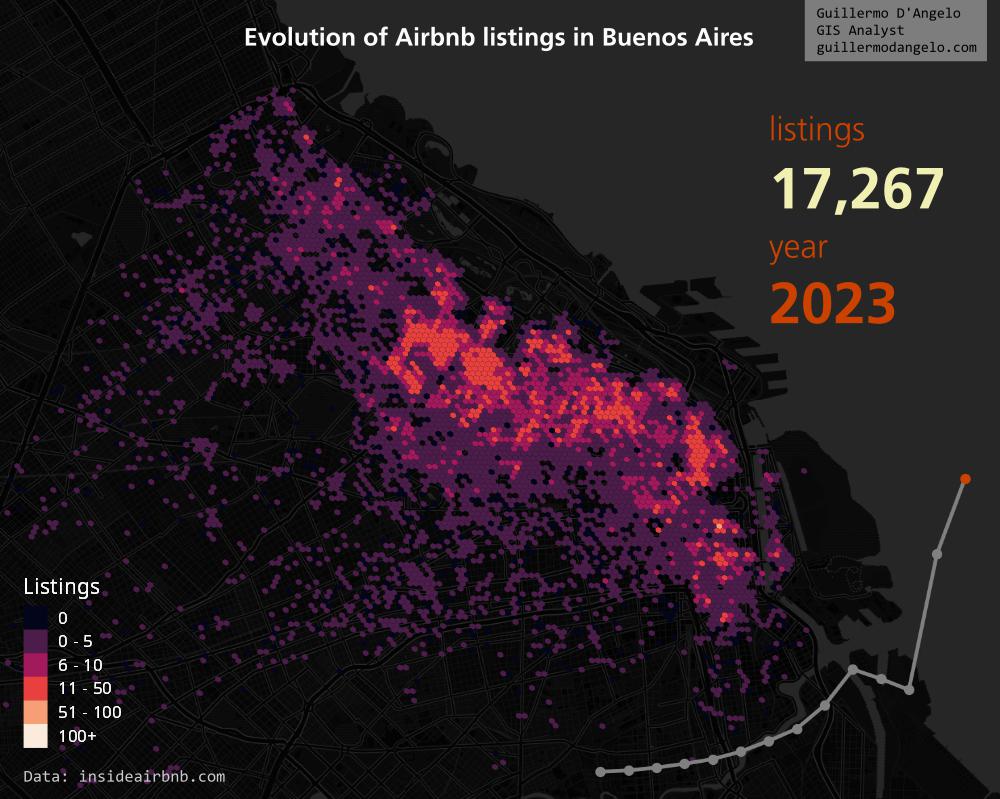 Evolution of Airbnb listings in Buenos Aires
Guillermo D'Angelo
GIS Analyst
guillermodangelo.com
listings
17,267
year
2023
Listings
0
0 - 5
6 - 10
11 - 50
51 - 100
100+
Data: insideairbnb.com